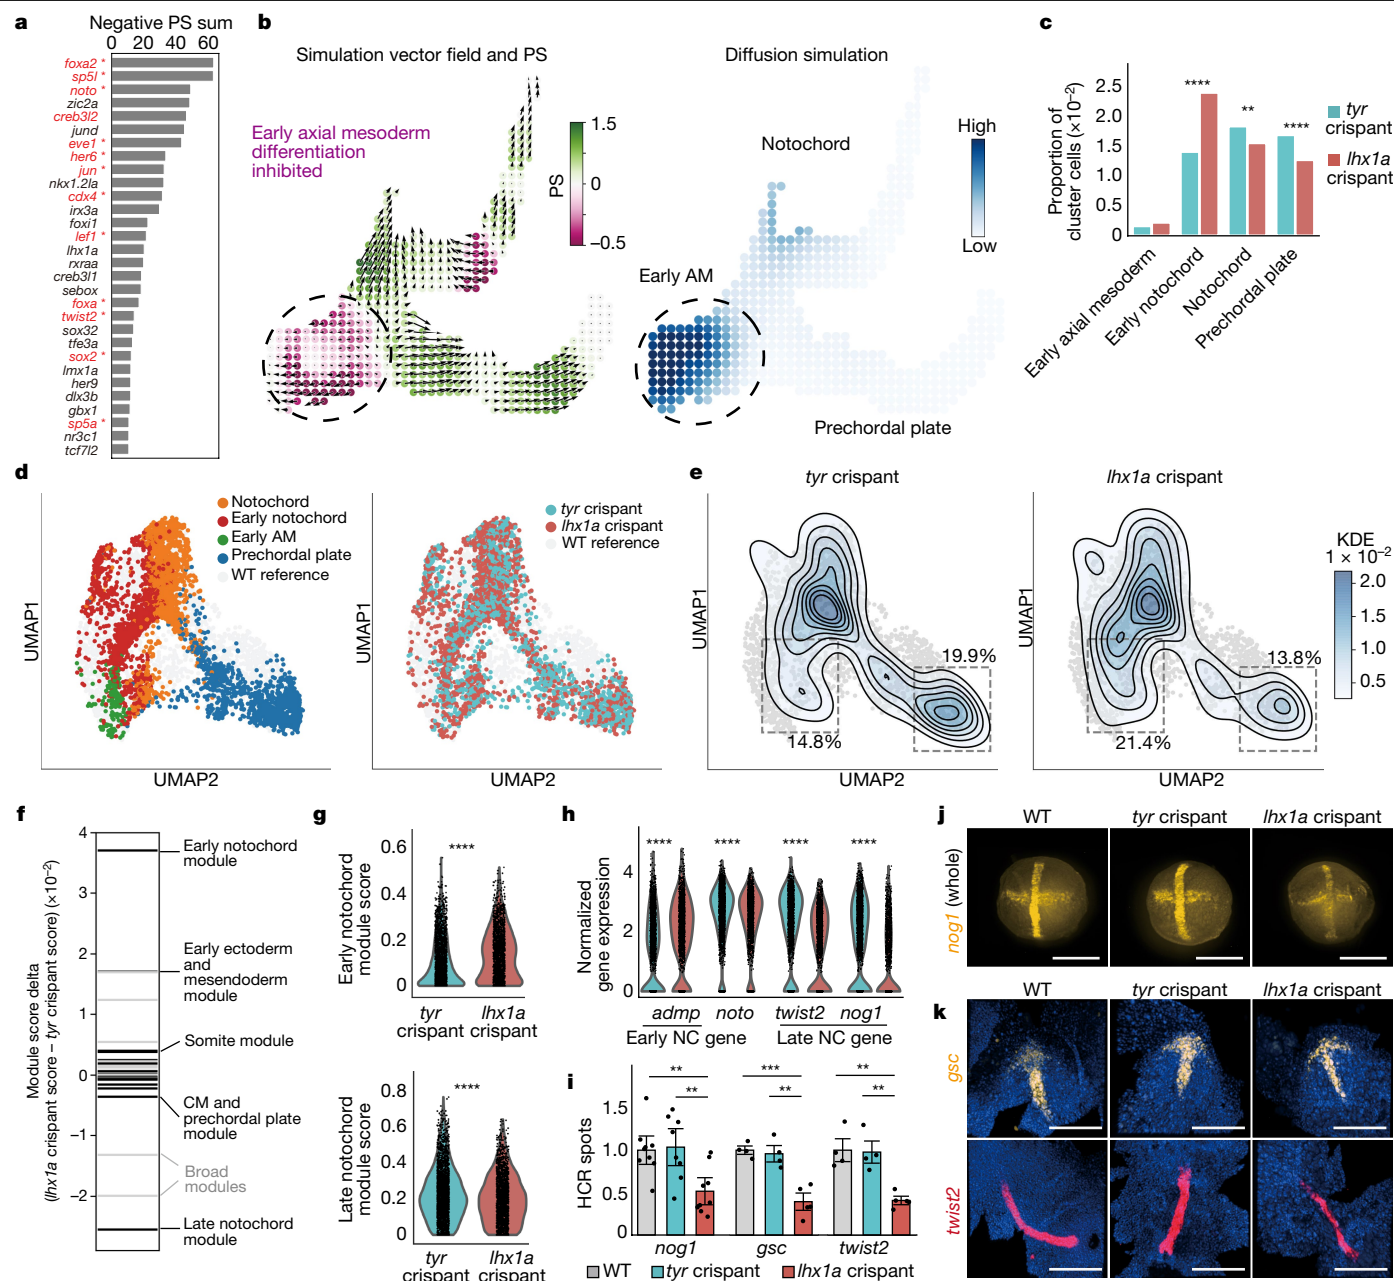 a
Negative PS sum
0 20 40 60
foxa2 *
sp5l *
noto *
zic2a
creb3l2
jund
eve1 *
her6 *
jun *
nkx1.2la
cdx4 *
irx3a
foxi1
lef1 *
lhx1a
rxraa
creb3l1
sebox
foxa *
twist2 *
sox32
tfe3a
sox2 *
lmx1a
her9
dlx3b
gbx1
sp5a *
nr3c1
tcf7l2
b
Simulation vector field and PS
Early axial mesoderm
differentiation
inhibited
PS
1.5
0
−0.5
Diffusion simulation
Notochord
High
Low
Early AM
Prechordal plate
c
Proportion of
cluster cells (×10⁻²)
2.5
2.0
1.5
1.0
0.5
0
****
**
****
tyr
crispant
lhx1a
crispant
Early axial mesoderm
Early notochord
Notochord
Prechordal plate
d
Notochord
Early notochord
Early AM
Prechordal plate
WT reference
UMAP1
UMAP2
tyr crispant
lhx1a crispant
WT reference
UMAP1
UMAP2
e
tyr crispant
19.9%
14.8%
UMAP1
UMAP2
lhx1a crispant
13.8%
21.4%
UMAP1
UMAP2
KDE
1 × 10⁻²
2.0
1.5
1.0
0.5
f
Module score delta
(lhx1a crispant score − tyr crispant score) (×10⁻²)
4
2
1
0
−1
−2
Early notochord
module
Early ectoderm
and
mesendoderm
module
Somite module
CM and
prechordal plate
module
Broad
modules
Late notochord
module
g
Early notochord
module score
0.6
0.4
0.2
0
****
tyr
crispant
lhx1a
crispant
Late notochord
module score
0.8
0.6
0.4
0.2
0
****
tyr
crispant
lhx1a
crispant
h
Normalized
gene expression
4
2
0
**** **** **** ****
admp noto twist2 nog1
Early NC gene Late NC gene
i
HCR spots
1.5
1.0
0.5
0
** *** **
** ** **
nog1 gsc twist2
WT tyr crispant lhx1a crispant
j
WT tyr crispant lhx1a crispant
nog1 (whole)
k
WT tyr crispant lhx1a crispant
gsc
twist2